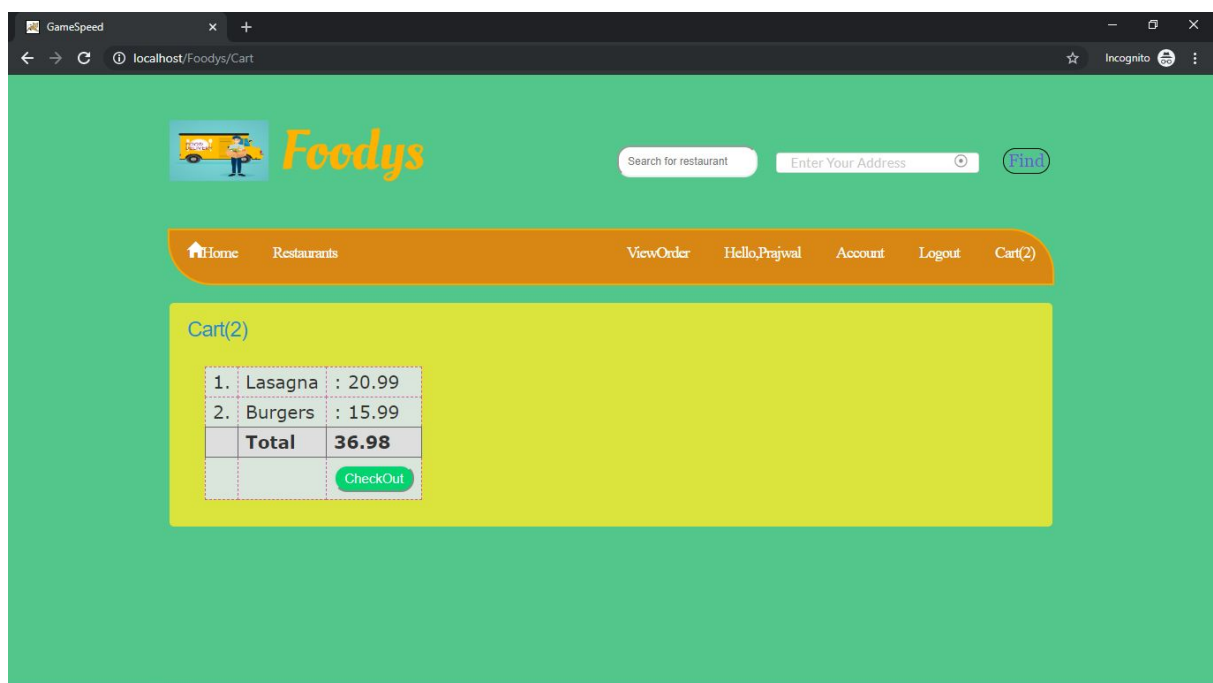 GameSpeed
localhost/Foodys/Cart
Incognito
Foodys
Search for restaurant
Enter Your Address
Find
Home Restaurants ViewOrder Hello,Prajwal Account Logout Cart(2)
Cart(2)
1. Lasagna : 20.99
2. Burgers : 15.99
Total 36.98
CheckOut